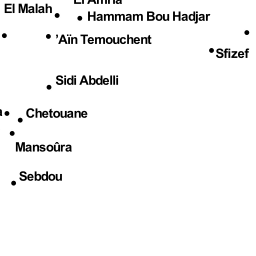 El Malah
Hammam Bou Hadjar
'Aïn Temouchent
Sfizef
Sidi Abdelli
Chetouane
Mansoûra
Sebdou